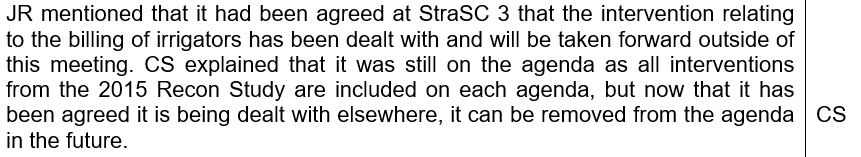 JR mentioned that it had been agreed at StraSC 3 that the intervention relating
to the billing of irrigators has been dealt with and will be taken forward outside of
this meeting. CS explained that it was still on the agenda as all interventions
from the 2015 Recon Study are included on each agenda, but now that it has
been agreed it is being dealt with elsewhere, it can be removed from the agenda CS
in the future.